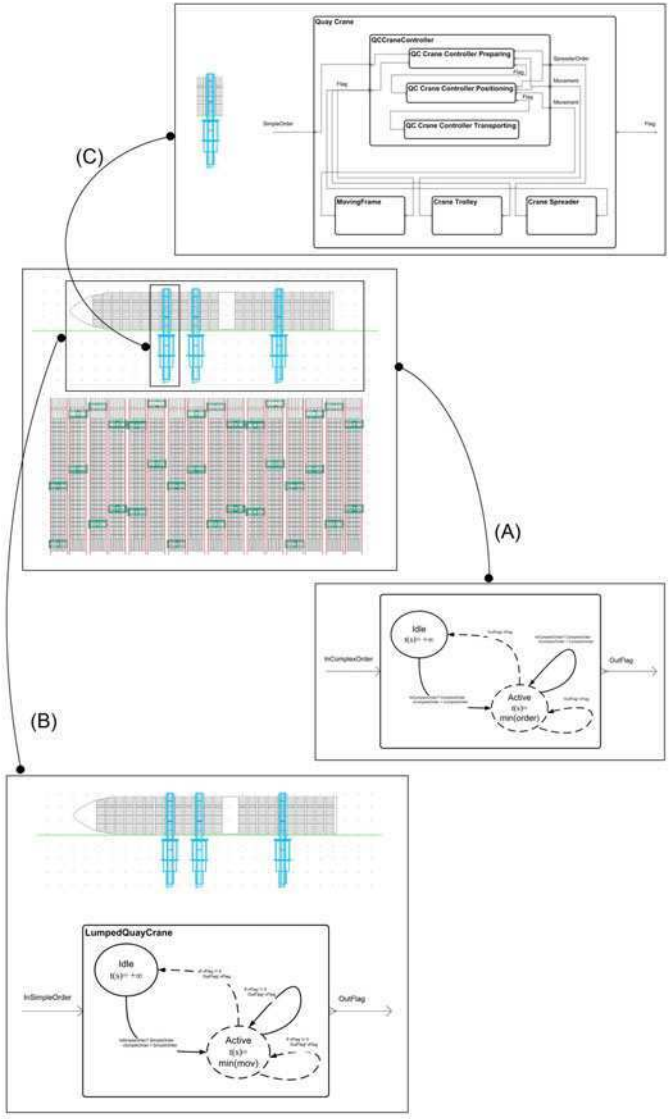 Quay Crane
QCCraneController
QC Crane Controller Preparing
SpreaderOrder
Flag
Flag
Movement
QC Crane Controller Positioning
Flag
Movement
SimpleOrder
QC Crane Controller Transporting
Flag
(C)
MovingFrame
Crane Trolley
Crane Spreader
(A)
Idle
t(s)= +∞
InComplexOrder
OutFlag
Active
t(s)=
min(order)
(B)
LumpedQuayCrane
Idle
t(s)= +∞
InSimpleOrder
OutFlag
Active
t(s)=
min(mov)